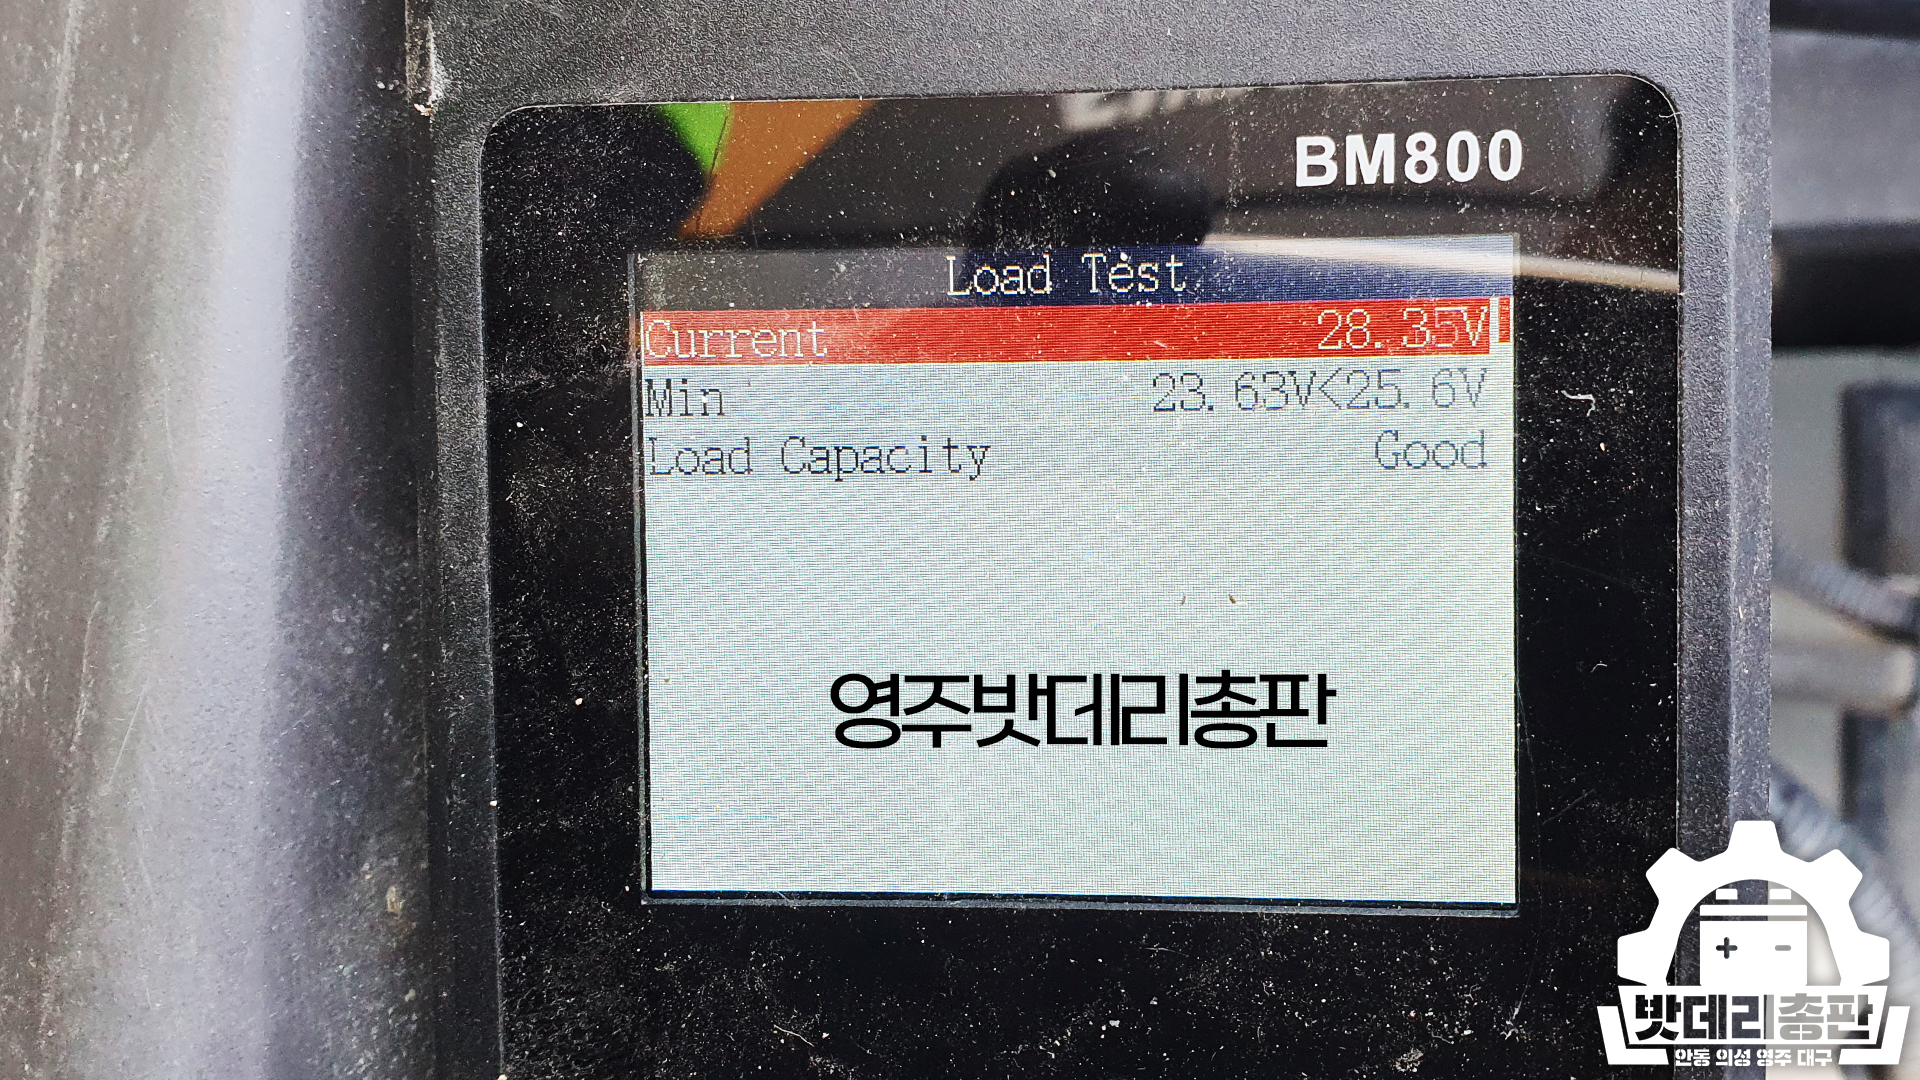 BM800
Load Test
Current 28.35V
Min 23.63V<25.6V
Load Capacity Good
영주밧데리총판
+ -
밧데리총판
안동 의성 영주 대구